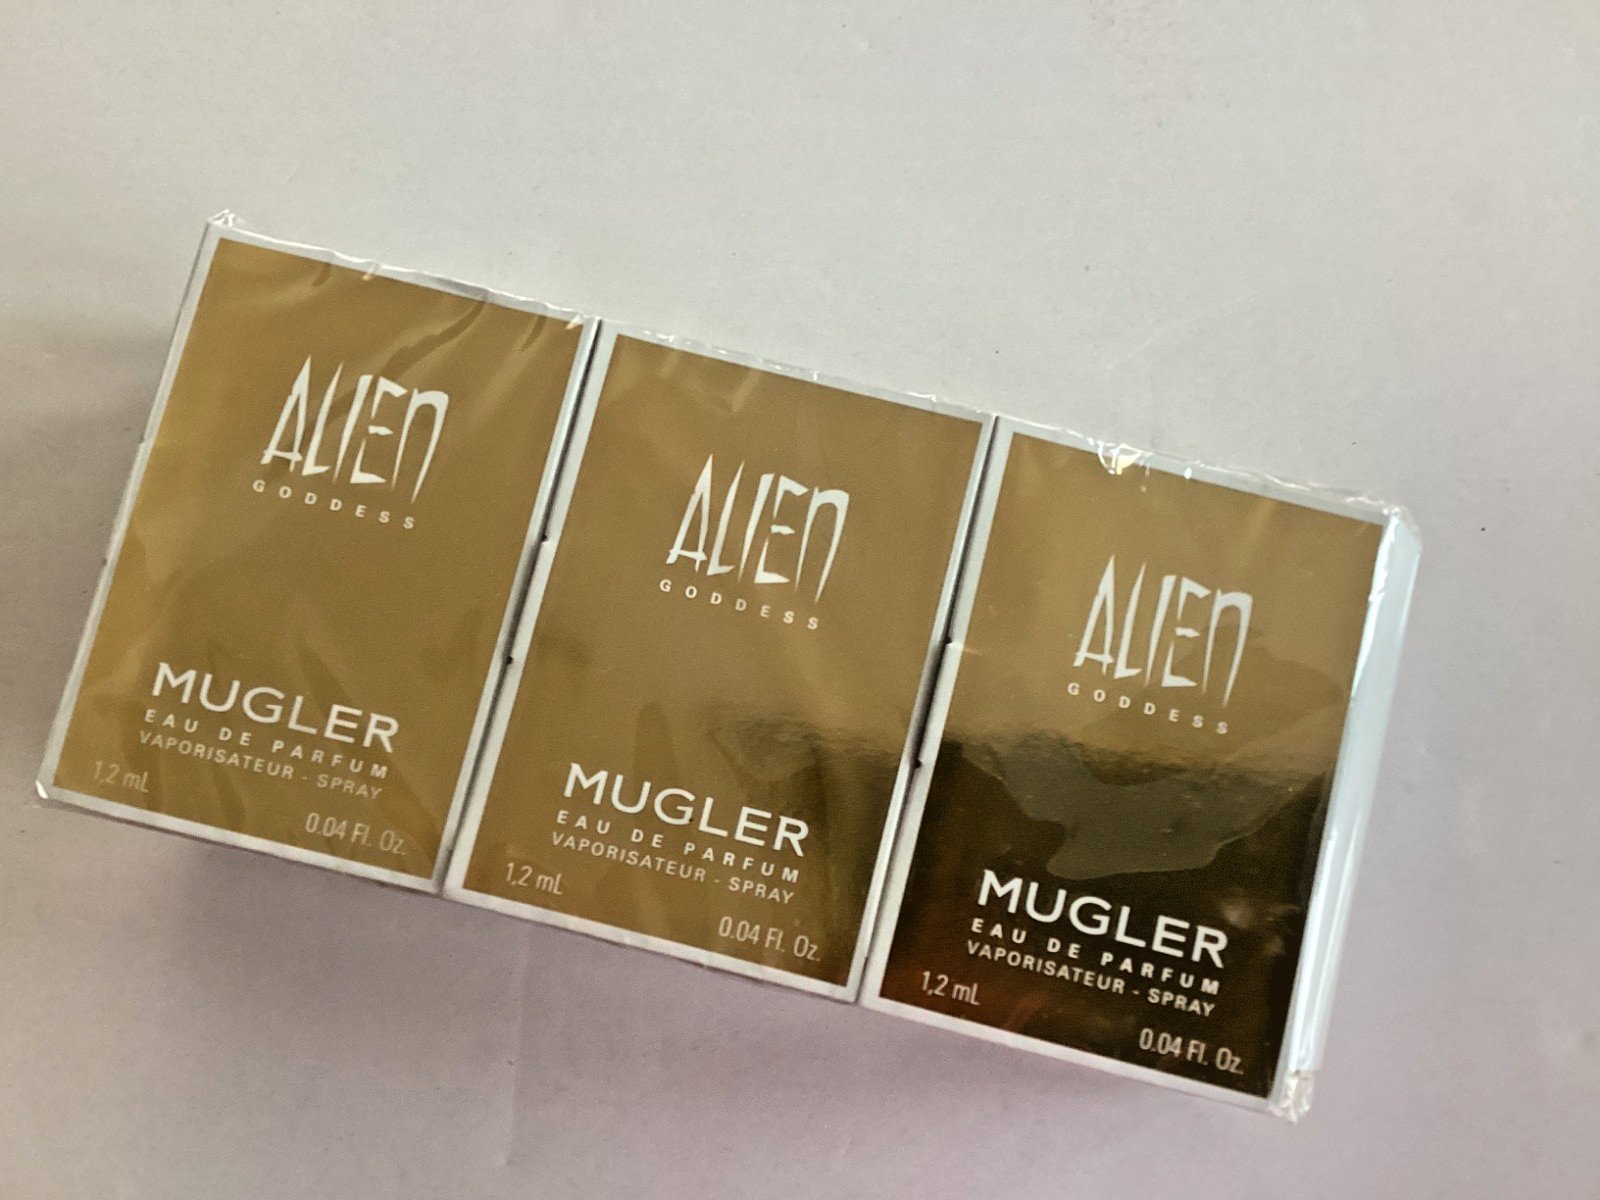 ALIEN
GODDESS
MUGLER
EAU DE PARFUM
VAPORISATEUR - SPRAY
1,2 mL
0.04 Fl. Oz.
ALIEN
GODDESS
MUGLER
EAU DE PARFUM
VAPORISATEUR - SPRAY
1,2 mL
0.04 Fl. Oz.
ALIEN
GODDESS
MUGLER
EAU DE PARFUM
VAPORISATEUR - SPRAY
1,2 mL
0.04 Fl. Oz.